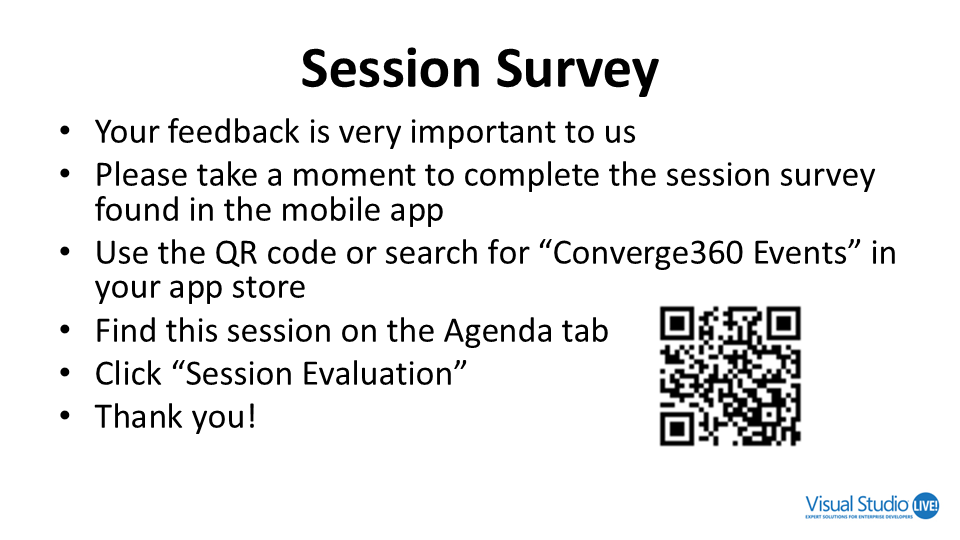 Session Survey
• Your feedback is very important to us
• Please take a moment to complete the session survey
found in the mobile app
• Use the QR code or search for “Converge360 Events” in
your app store
• Find this session on the Agenda tab
• Click “Session Evaluation”
• Thank you!
Visual Studio LIVE!
EXPERT SOLUTIONS FOR ENTERPRISE DEVELOPERS